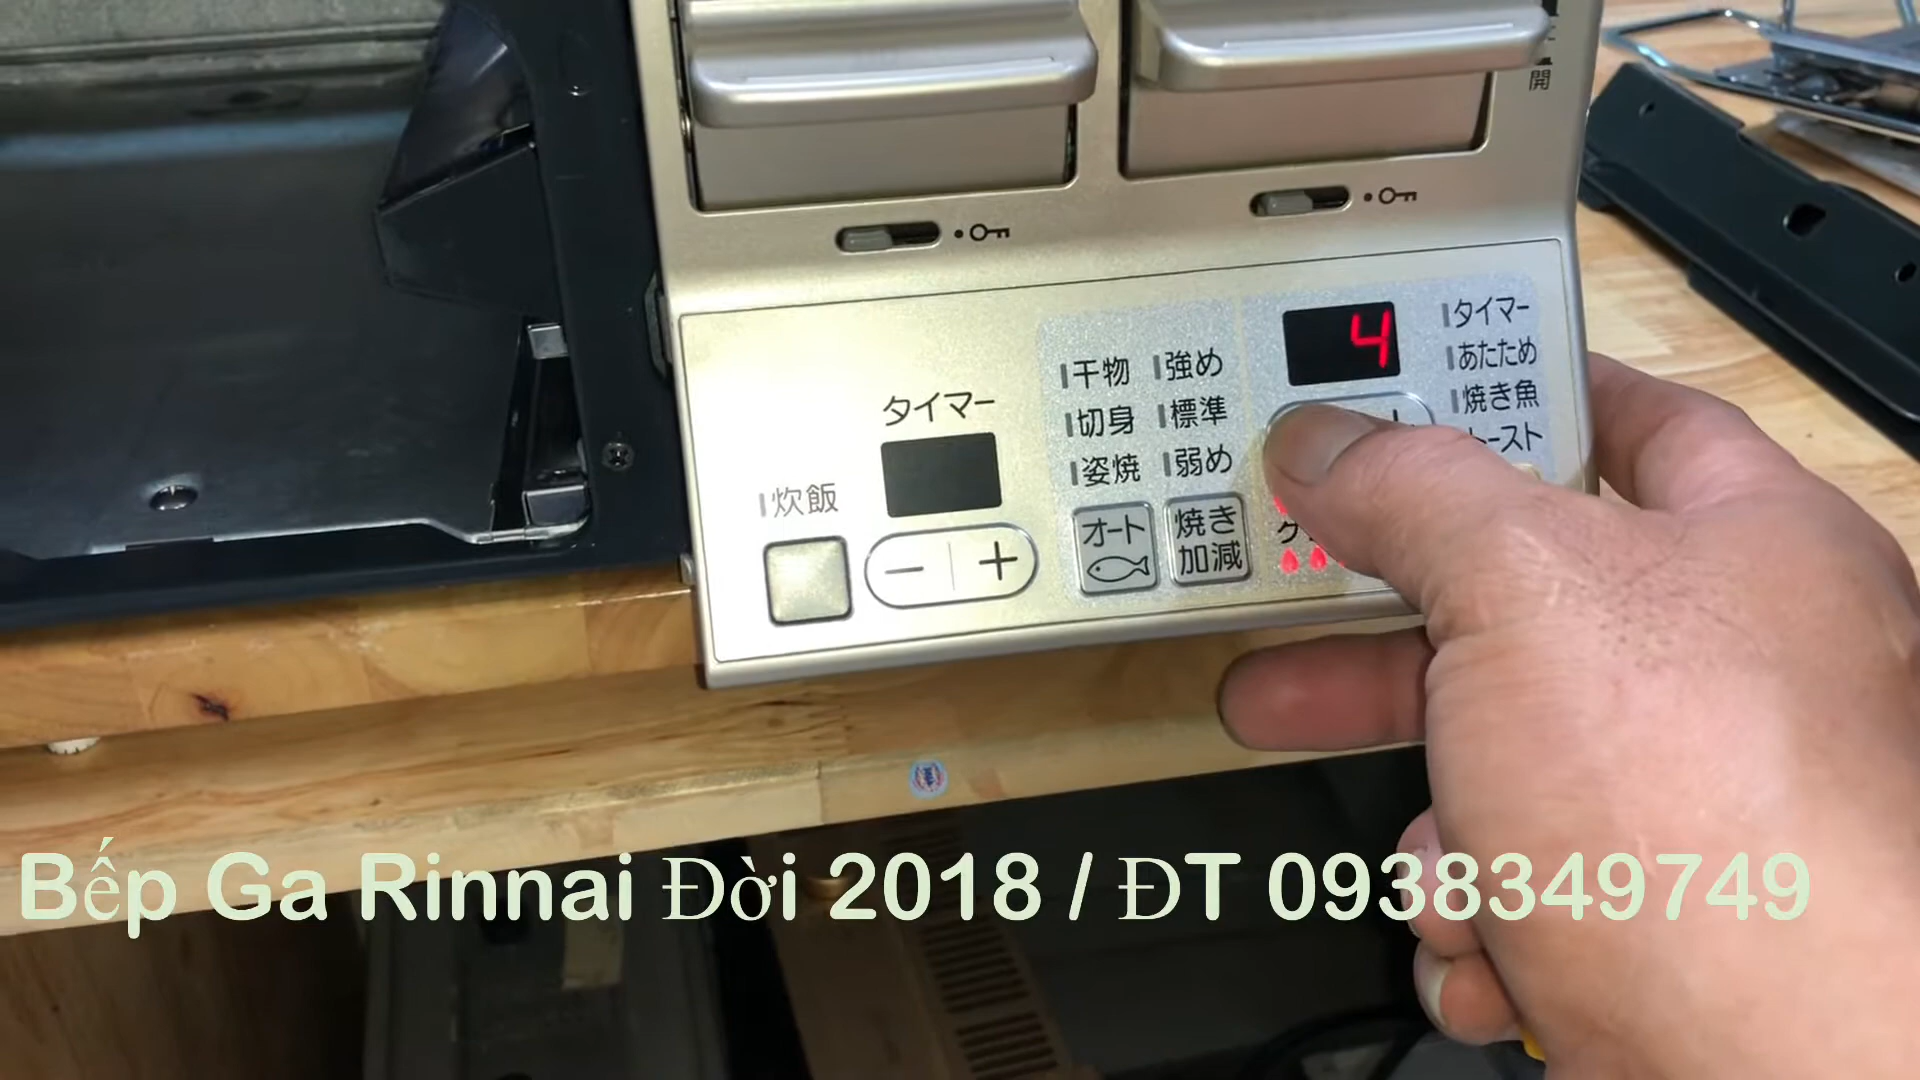 開
タイマー
あたため
焼き魚
4
干物 強め
切身 標準
姿焼 弱め
タイマー
炊飯
− +
オート
焼き
加減
Bếp Ga Rinnai Đời 2018 / ĐT 0938349749